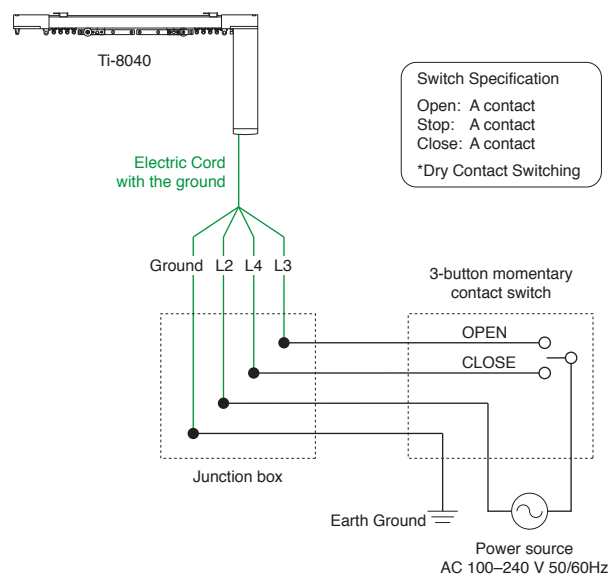 Ti-8040
Switch Specification
Open: A contact
Stop: A contact
Close: A contact
*Dry Contact Switching
Electric Cord
with the ground
Ground L2 L4 L3
3-button momentary
contact switch
OPEN
CLOSE
Junction box
Earth Ground
Power source
AC 100–240 V 50/60Hz